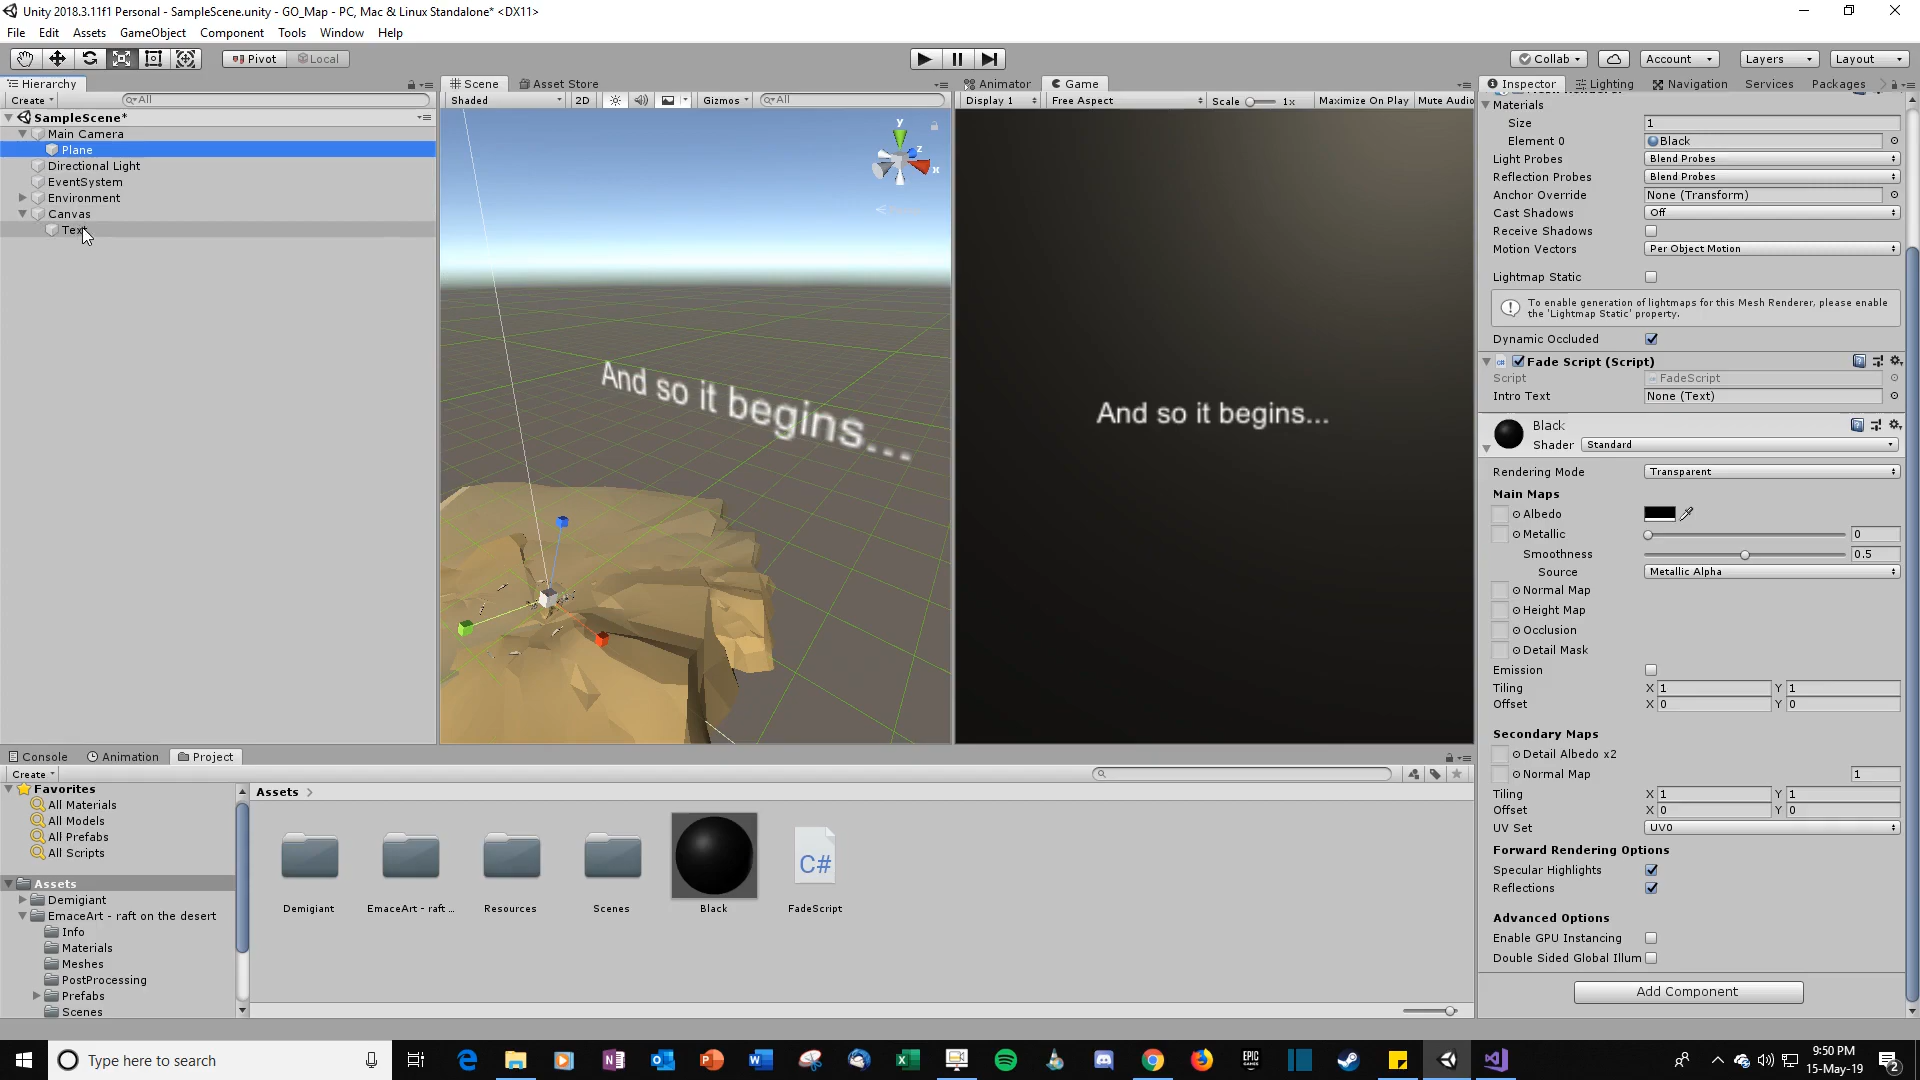 Unity 2018.3.11f1 Personal - SampleScene.unity - GO_Map - PC, Mac & Linux Standalone* <DX11>
File Edit Assets GameObject Component Tools Window Help
Pivot Local
Collab Account Layers Layout
Hierarchy
Create All
SampleScene*
Main Camera
Plane
Directional Light
EventSystem
Environment
Canvas
Text
Scene Asset Store
Shaded 2D Gizmos All
y
z
x
And so it begins...
Animator Game
Display 1 Free Aspect Scale 1x Maximize On Play Mute Audio
And so it begins...
Inspector Lighting Navigation Services Packages
Materials
Size 1
Element 0 Black
Light Probes Blend Probes
Reflection Probes Blend Probes
Anchor Override None (Transform)
Cast Shadows Off
Receive Shadows
Motion Vectors Per Object Motion
Lightmap Static
To enable generation of lightmaps for this Mesh Renderer, please enable
the 'Lightmap Static' property.
Dynamic Occluded
Fade Script (Script)
Script FadeScript
Intro Text None (Text)
Black
Shader Standard
Rendering Mode Transparent
Main Maps
Albedo
Metallic 0
Smoothness 0.5
Source Metallic Alpha
Normal Map
Height Map
Occlusion
Detail Mask
Emission
Tiling X 1 Y 1
Offset X 0 Y 0
Secondary Maps
Detail Albedo x2
Normal Map 1
Tiling X 1 Y 1
Offset X 0 Y 0
UV Set UV0
Forward Rendering Options
Specular Highlights
Reflections
Advanced Options
Enable GPU Instancing
Double Sided Global Illum
Add Component
Console Animation Project
Create
Favorites
All Materials
All Models
All Prefabs
All Scripts
Assets
Demigiant
EmaceArt - raft on the desert
Info
Materials
Meshes
PostProcessing
Prefabs
Scenes
Assets
Demigiant EmaceArt - raft ... Resources Scenes Black C# FadeScript
Type here to search
EPIC GAMES
9:50 PM
15-May-19
2